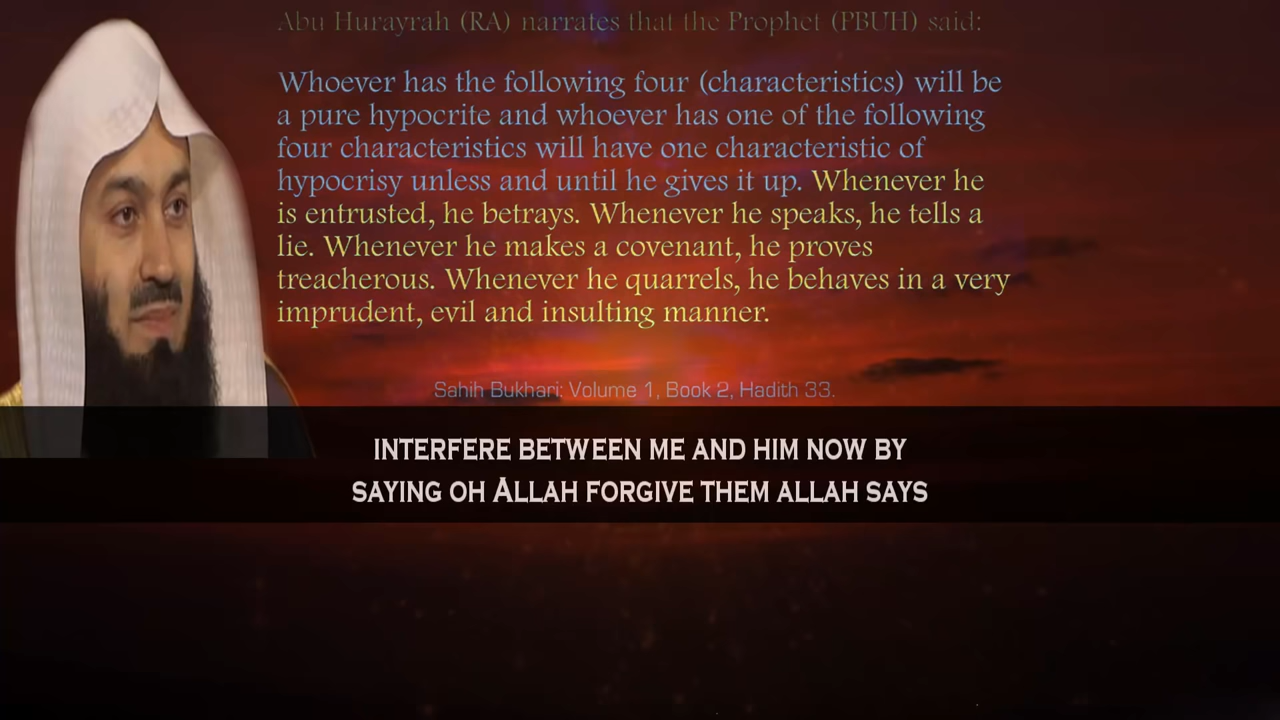 Abu Hurayrah (RA) narrates that the Prophet (PBUH) said:
Whoever has the following four (characteristics) will be
a pure hypocrite and whoever has one of the following
four characteristics will have one characteristic of
hypocrisy unless and until he gives it up. Whenever he
is entrusted, he betrays. Whenever he speaks, he tells a
lie. Whenever he makes a covenant, he proves
treacherous. Whenever he quarrels, he behaves in a very
imprudent, evil and insulting manner.
Sahih Bukhari: Volume 1, Book 2, Hadith 33.
INTERFERE BETWEEN ME AND HIM NOW BY
SAYING OH ALLAH FORGIVE THEM ALLAH SAYS